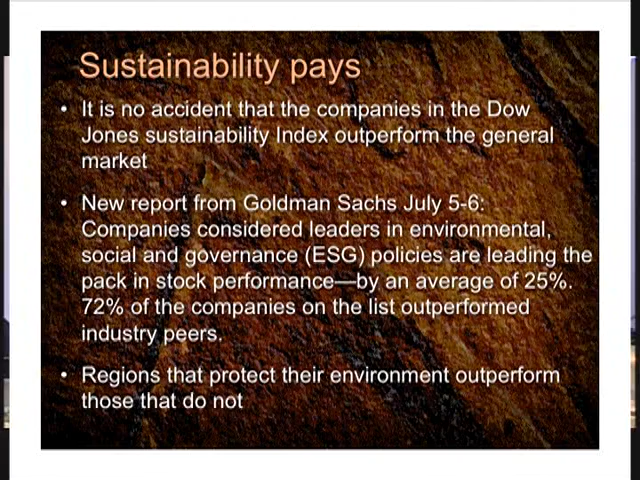 Sustainability pays
• It is no accident that the companies in the Dow
Jones sustainability Index outperform the general
market
• New report from Goldman Sachs July 5-6:
Companies considered leaders in environmental,
social and governance (ESG) policies are leading the
pack in stock performance—by an average of 25%.
72% of the companies on the list outperformed
industry peers.
• Regions that protect their environment outperform
those that do not